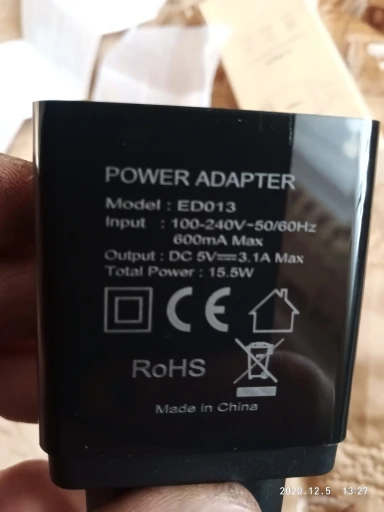 POWER ADAPTER
Model : ED013
Input : 100-240V~50/60Hz
600mA Max
Output : DC 5V⎓3.1A Max
Total Power : 15.5W
CE
RoHS
Made in China
2020.12.5 13:27